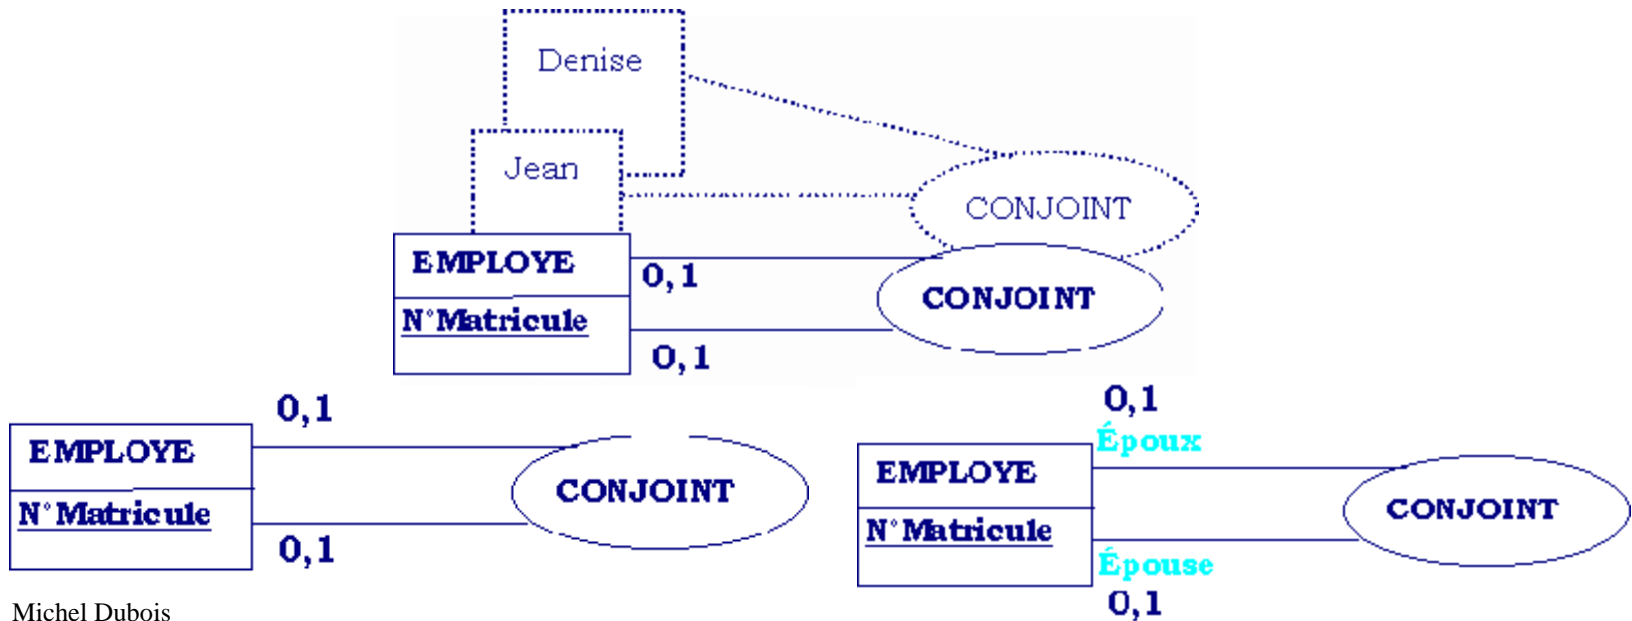 Denise
Jean
CONJOINT
EMPLOYE
0,1
CONJOINT
N°Matricule
0,1
0,1
EMPLOYE
CONJOINT
N°Matricule
0,1
0,1
Époux
EMPLOYE
CONJOINT
N°Matricule
Épouse
0,1
Michel Dubois